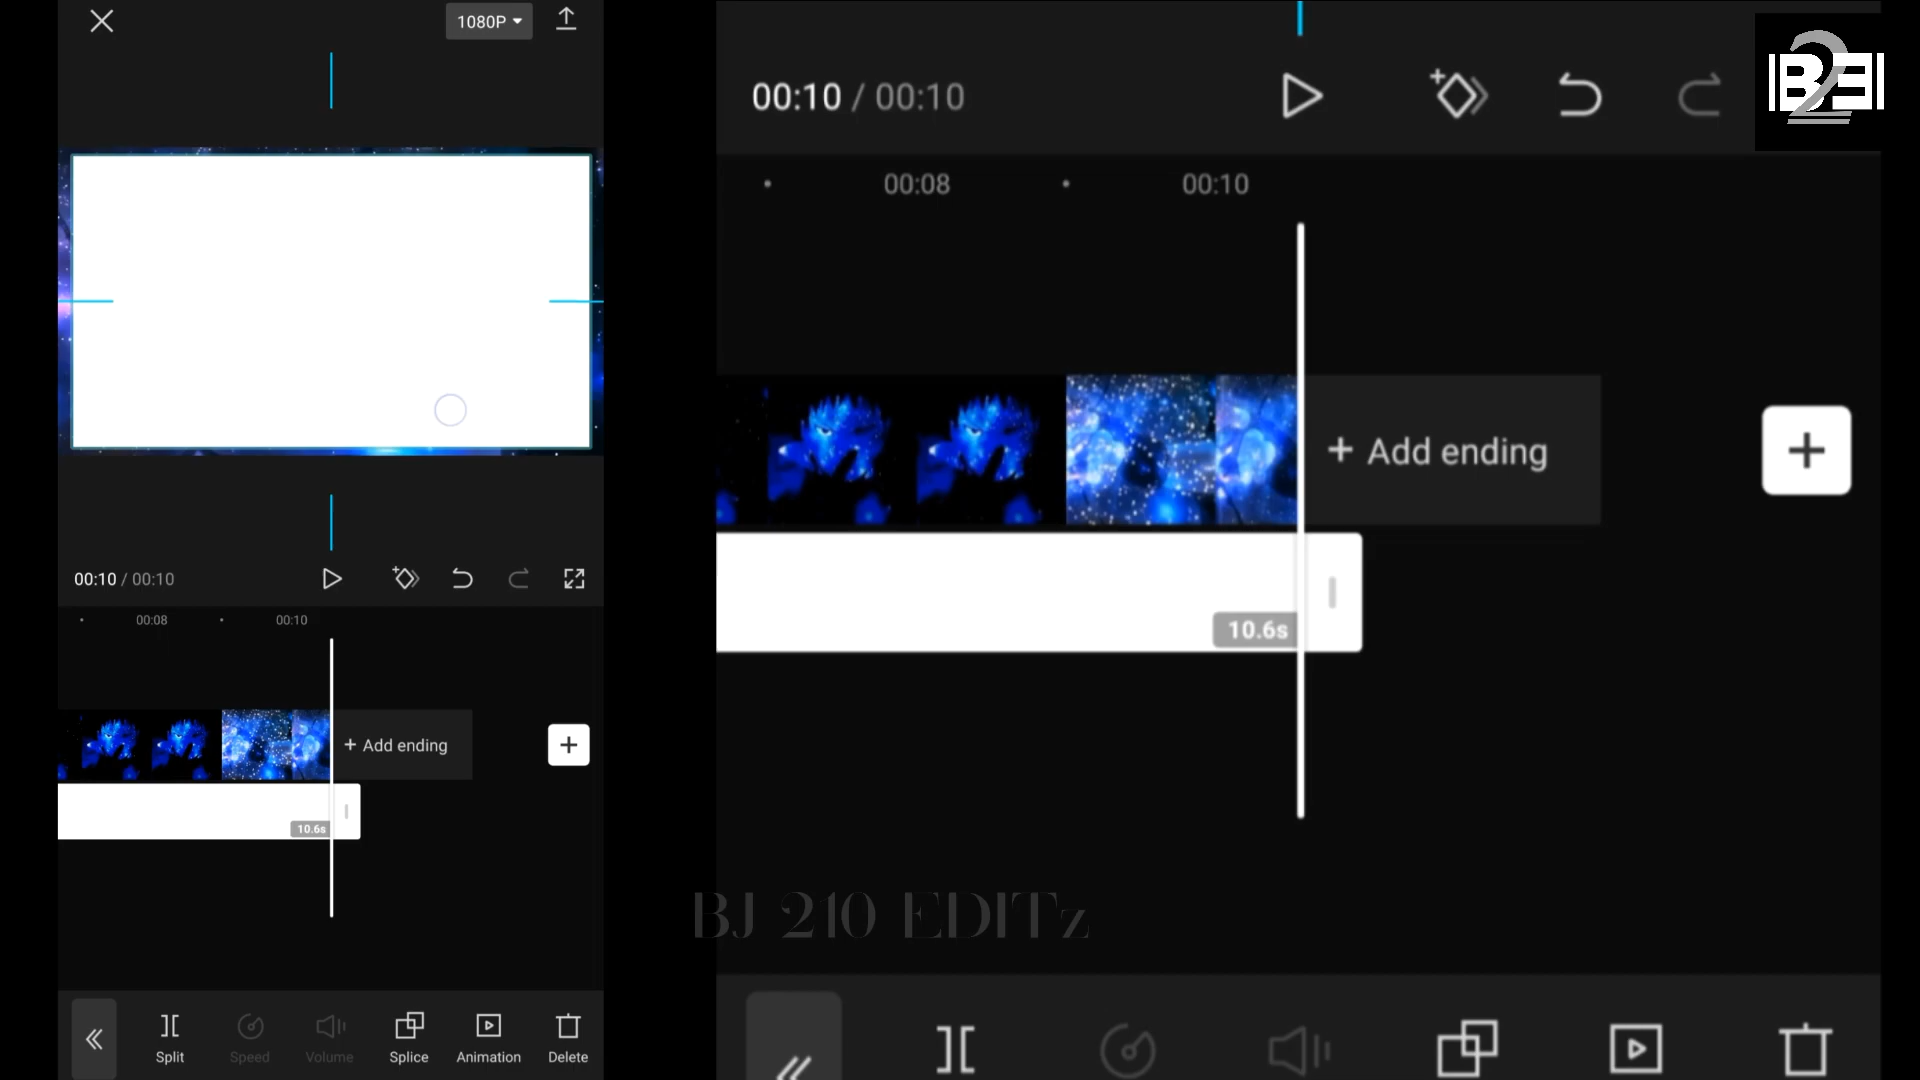 1080P
00:10 / 00:10
00:08
00:10
+ Add ending
10.6s
Split
Speed
Volume
Splice
Animation
Delete
00:10 / 00:10
00:08
00:10
+ Add ending
10.6s
BJ 210 EDITz